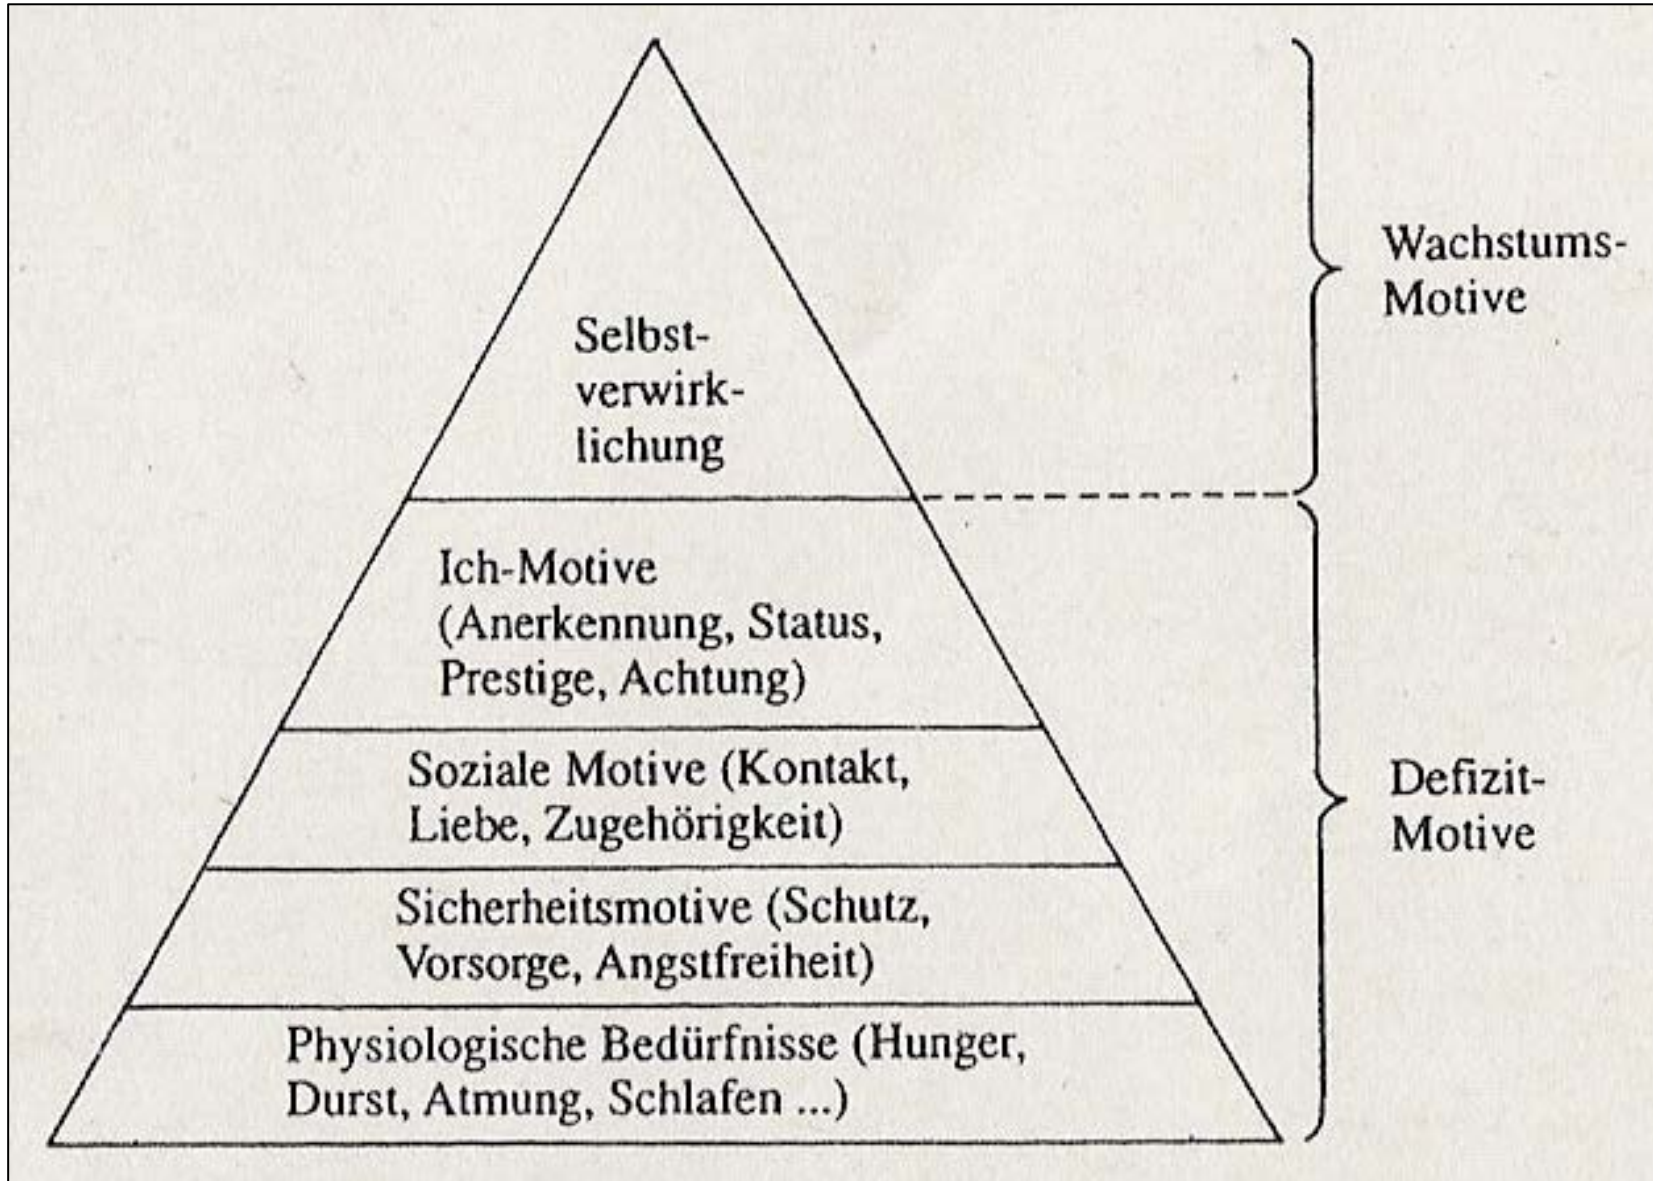 Selbst-
verwirk-
lichung
Wachstums-
Motive
Ich-Motive
(Anerkennung, Status,
Prestige, Achtung)
Soziale Motive (Kontakt,
Liebe, Zugehörigkeit)
Defizit-
Motive
Sicherheitsmotive (Schutz,
Vorsorge, Angstfreiheit)
Physiologische Bedürfnisse (Hunger,
Durst, Atmung, Schlafen ...)